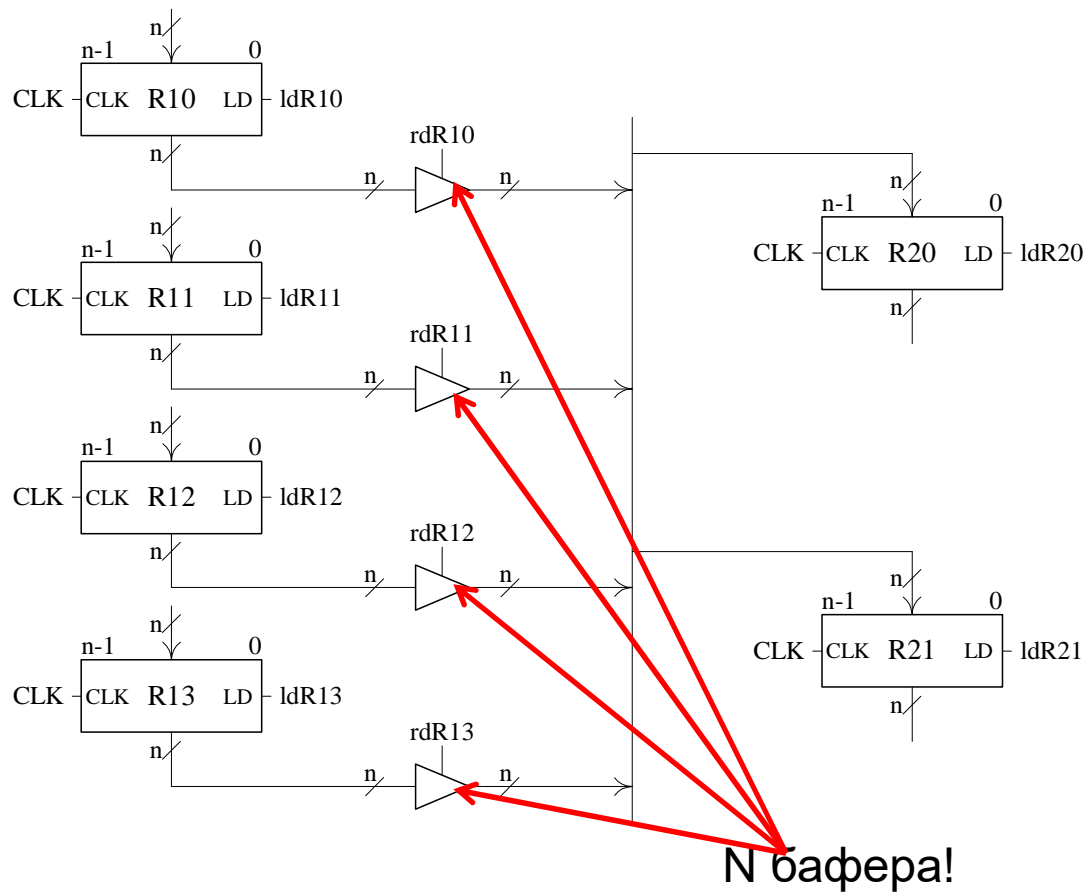 n
n-1 0
CLK CLK R10 LD ldR10
n
rdR10
n n
n
n-1 0
CLK CLK R20 LD ldR20
n
n
n-1 0
CLK CLK R11 LD ldR11
n
rdR11
n n
n
n-1 0
CLK CLK R12 LD ldR12
n
rdR12
n n
n
n-1 0
CLK CLK R21 LD ldR21
n
n
n-1 0
CLK CLK R13 LD ldR13
n
rdR13
n n
N бафера!